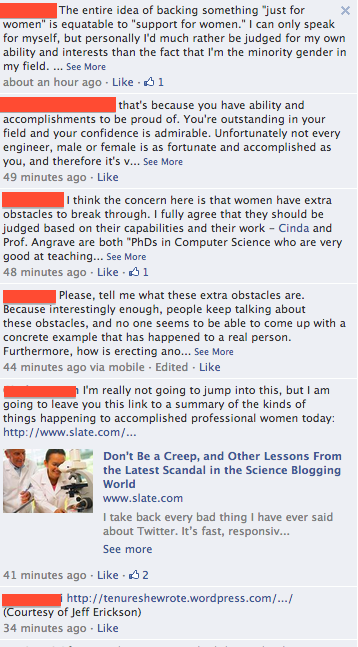 The entire idea of backing something "just for
women" is equatable to "support for women." I can only speak
for myself, but personally I'd much rather be judged for my own
ability and interests than the fact that I'm the minority gender in
my field. ... See More
about an hour ago · Like · 1
that's because you have ability and
accomplishments to be proud of. You're outstanding in your
field and your confidence is admirable. Unfortunately not every
engineer, male or female is as fortunate and accomplished as
you, and therefore it's v... See More
49 minutes ago · Like
I think the concern here is that women have extra
obstacles to break through. I fully agree that they should be
judged based on their capabilities and their work – Cinda and
Prof. Angrave are both "PhDs in Computer Science who are very
good at teaching... See More
48 minutes ago · Like · 1
Please, tell me what these extra obstacles are.
Because interestingly enough, people keep talking about
these obstacles, and no one seems to be able to come up with a
concrete example that has happened to a real person.
Furthermore, how is erecting ano... See More
44 minutes ago via mobile · Edited · Like
I'm really not going to jump into this, but I am
going to leave you this link to a summary of the kinds of
things happening to accomplished professional women today:
http://www.slate.com/...
Don't Be a Creep, and Other Lessons From
the Latest Scandal in the Science Blogging
World
www.slate.com
I take back every bad thing I have ever said
about Twitter. It's fast, responsiv...
See more
41 minutes ago · Like · 2
http://tenureshewrote.wordpress.com/.../
(Courtesy of Jeff Erickson)
34 minutes ago · Like